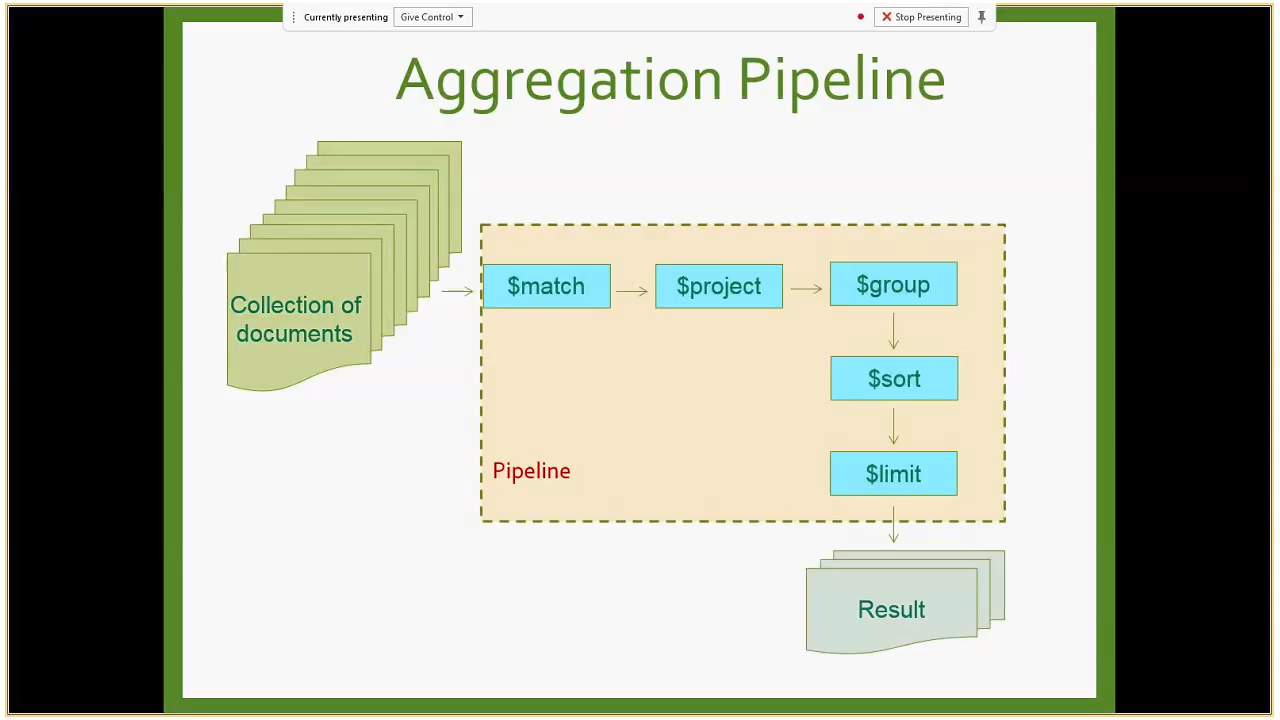 Currently presenting
Give Control
Stop Presenting
Aggregation Pipeline
Collection of
documents
$match
$project
$group
$sort
$limit
Pipeline
Result